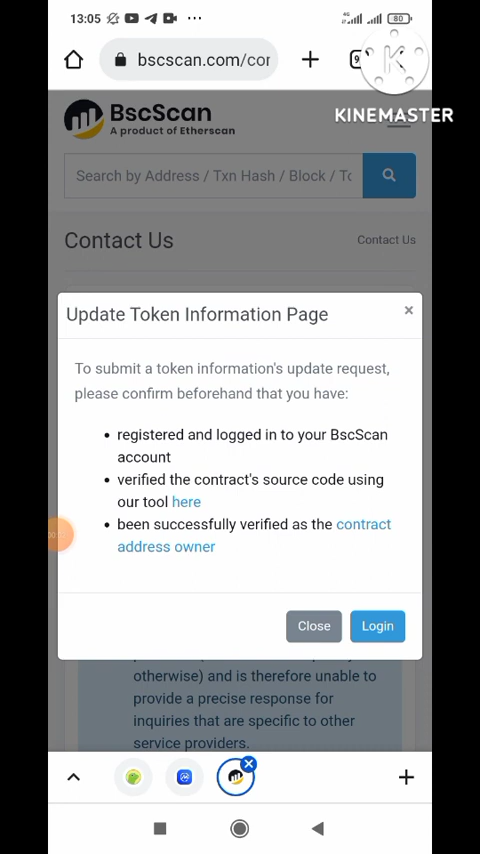 13:05
4G
80
bscscan.com/cor
KINEMASTER
BscScan
A product of Etherscan
Search by Address / Txn Hash / Block / To
Contact Us
Contact Us
Update Token Information Page
×
To submit a token information's update request,
please confirm beforehand that you have:
• registered and logged in to your BscScan
account
• verified the contract's source code using
our tool here
• been successfully verified as the contract
address owner
Close
Login
otherwise) and is therefore unable to
provide a precise response for
inquiries that are specific to other
service providers.